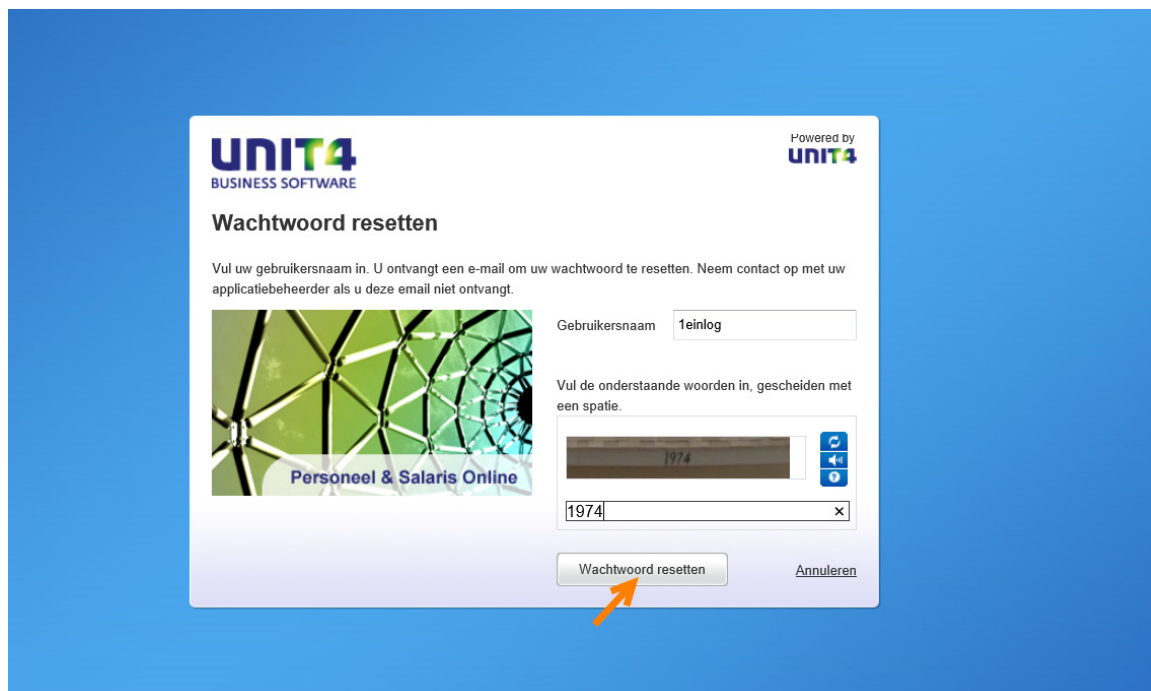 UNIT4
BUSINESS SOFTWARE
Powered by
UNIT4
Wachtwoord resetten
Vul uw gebruikersnaam in. U ontvangt een e-mail om uw wachtwoord te resetten. Neem contact op met uw
applicatiebeheerder als u deze email niet ontvangt.
Personeel & Salaris Online
Gebruikersnaam 1einlog
Vul de onderstaande woorden in, gescheiden met
een spatie.
1974
1974
Wachtwoord resetten
Annuleren